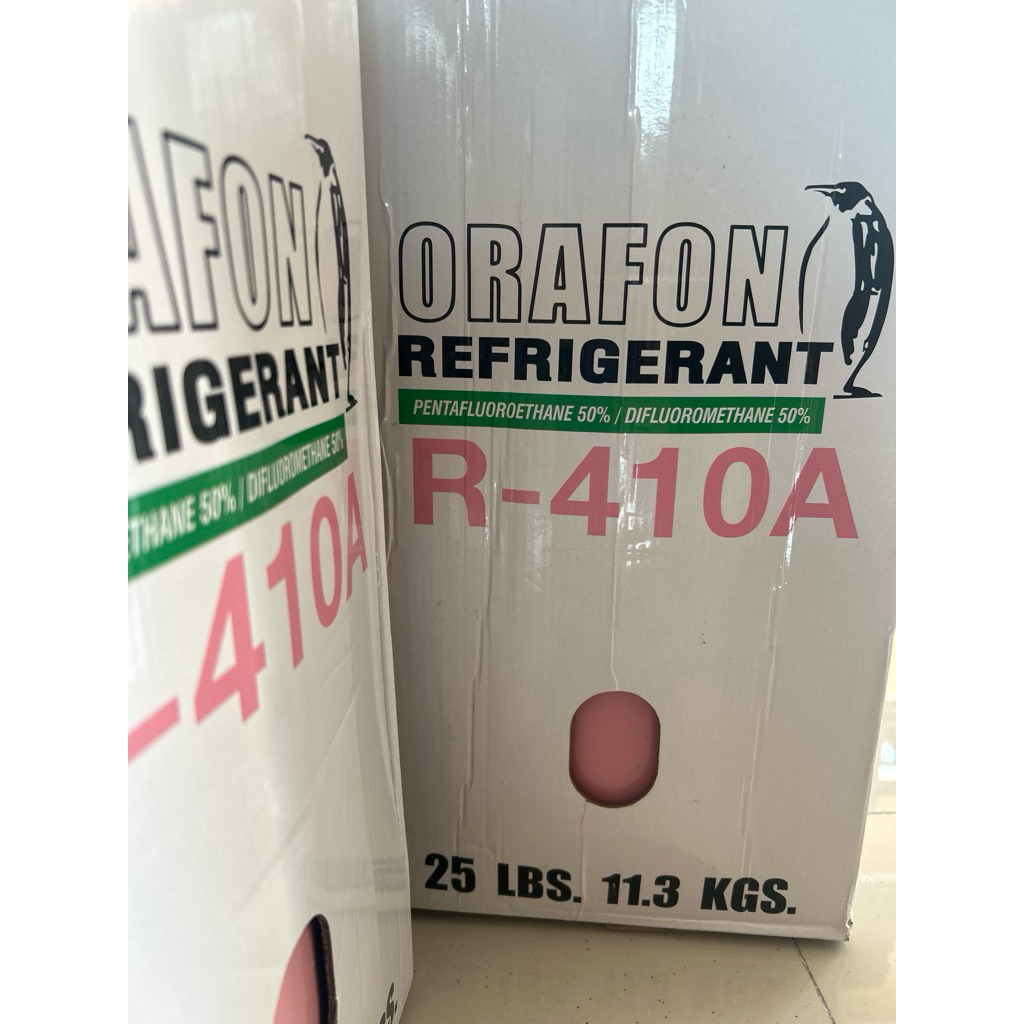 AFON
RIGERANT
ETHANE 50% / DIFLUOROMETHANE 50%
-410A
ORAFON
REFRIGERANT
PENTAFLUOROETHANE 50% / DIFLUOROMETHANE 50%
R-410A
25 LBS. 11.3 KGS.